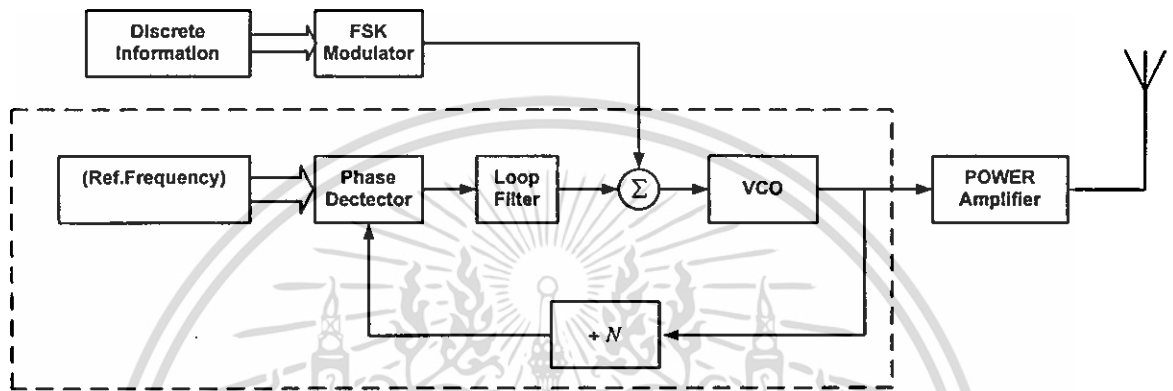 Discrete
Information
FSK
Modulator
(Ref.Frequency)
Phase
Dectector
Loop
Filter
Σ
VCO
POWER
Amplifier
÷ N